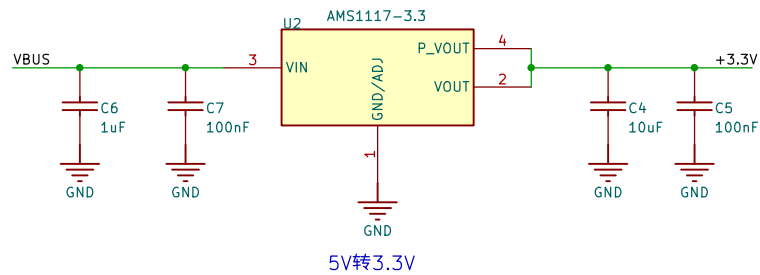 AMS1117-3.3
U2
VBUS
3
VIN
P_VOUT
4
+3.3V
VOUT
2
GND/ADJ
1
C6
1uF
C7
100nF
C4
10uF
C5
100nF
GND
GND
GND
GND
GND
5V转3.3V